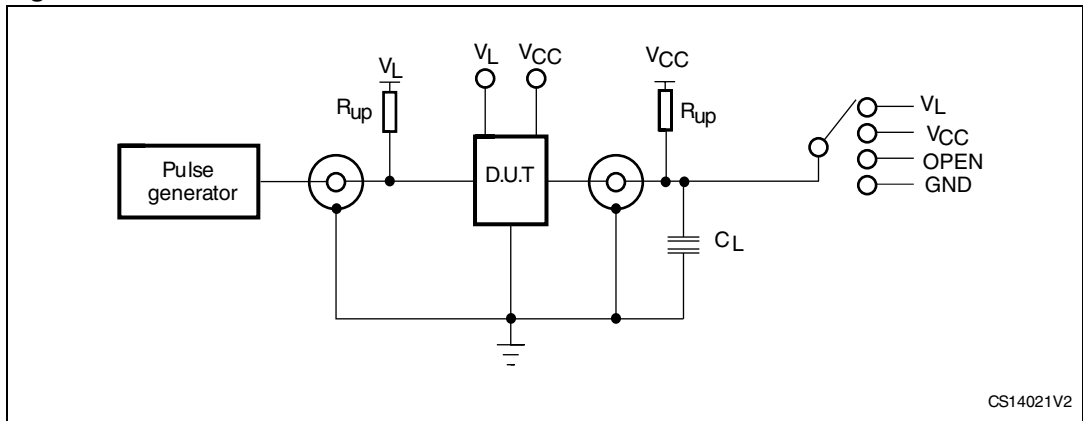 VL
VL VCC
VCC
Rup
Rup
VL
VCC
OPEN
GND
Pulse
generator
D.U.T
CL
CS14021V2